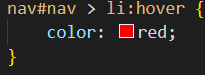 nav#nav > li:hover {
    color: red;
}